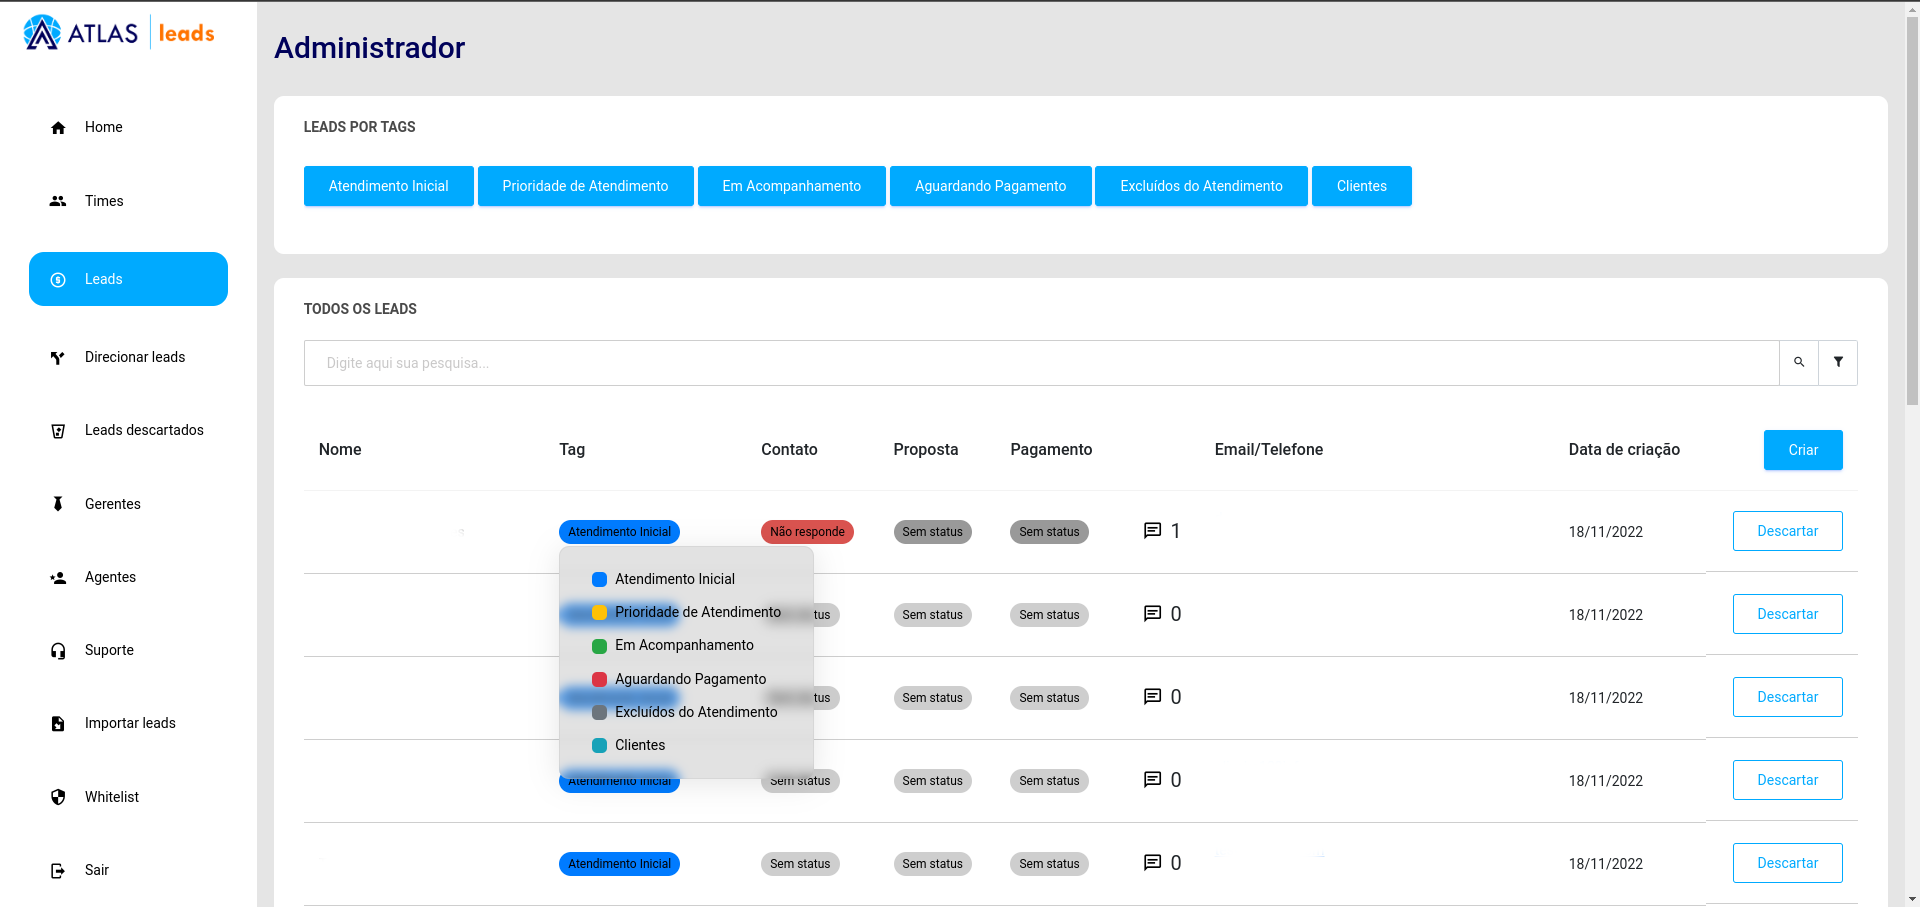 ATLAS leads
Administrador
Home
Times
Leads
Direcionar leads
Leads descartados
Gerentes
Agentes
Suporte
Importar leads
Whitelist
Sair
LEADS POR TAGS
Atendimento Inicial Prioridade de Atendimento Em Acompanhamento Aguardando Pagamento Excluídos do Atendimento Clientes
TODOS OS LEADS
Digite aqui sua pesquisa...
Nome Tag Contato Proposta Pagamento Email/Telefone Data de criação Criar
Atendimento Inicial Não responde Sem status Sem status 1 18/11/2022 Descartar
Atendimento Inicial
Prioridade de Atendimento
Em Acompanhamento
Aguardando Pagamento
Excluídos do Atendimento
Clientes
Sem status Sem status 0 18/11/2022 Descartar
Sem status Sem status 0 18/11/2022 Descartar
Atendimento Inicial Sem status Sem status Sem status 0 18/11/2022 Descartar
Atendimento Inicial Sem status Sem status Sem status 0 18/11/2022 Descartar